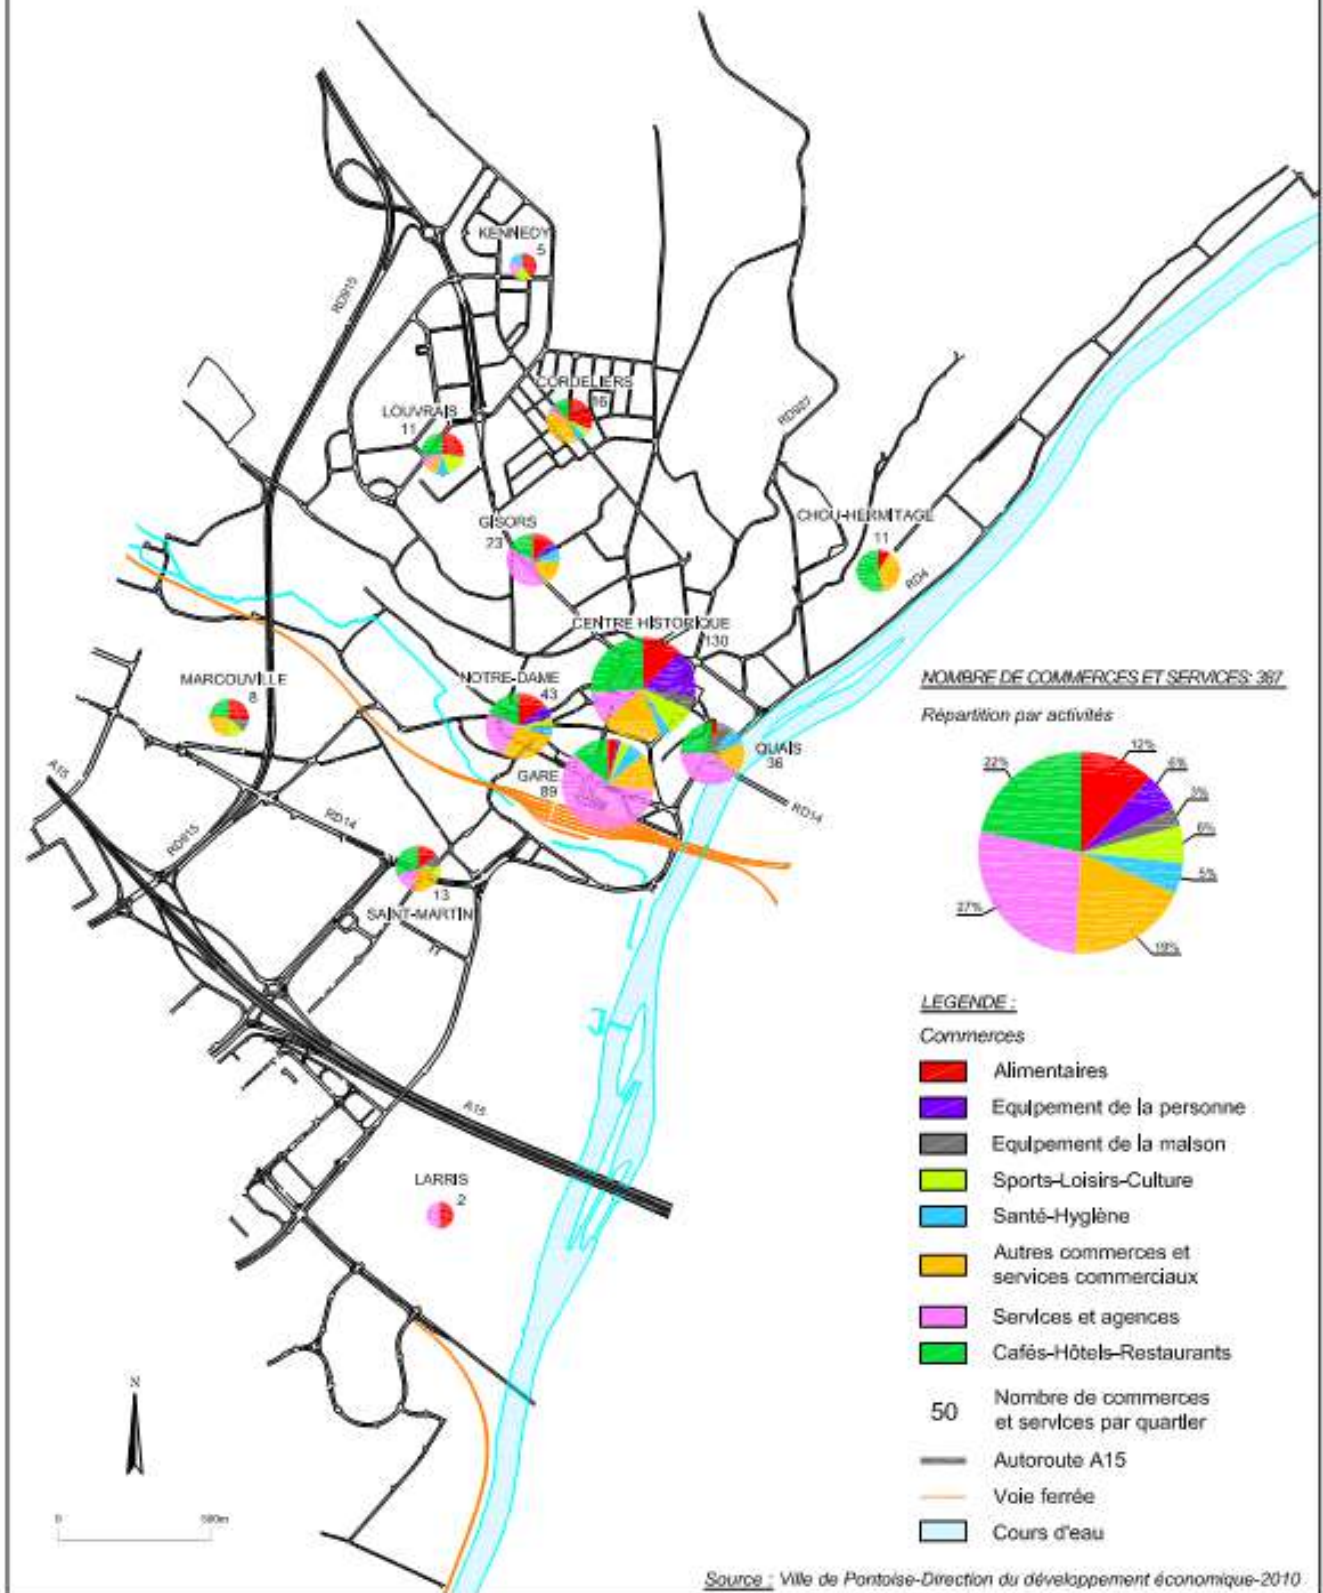 KENNEDY
5
RD915
CORDELIERS
16
LOUVRAIS
11
RD927
GISORS
23
CHOU-HERMITAGE
11
RD4
CENTRE HISTORIQUE
130
MARCOUVILLE
8
NOTRE-DAME
43
QUAIS
36
GARE
89
RD14
A15
RD915
RD14
13
SAINT-MARTIN
A15
LARRIS
2
N
0 500m
NOMBRE DE COMMERCES ET SERVICES: 367
Répartition par activités
22%
12%
6%
3%
6%
5%
19%
27%
LEGENDE :
Commerces
Alimentaires
Equipement de la personne
Equipement de la maison
Sports-Loisirs-Culture
Santé-Hygiène
Autres commerces et
services commerciaux
Services et agences
Cafés-Hôtels-Restaurants
50
Nombre de commerces
et services par quartier
Autoroute A15
Voie ferrée
Cours d'eau
Source : Ville de Pontoise-Direction du développement économique-2010